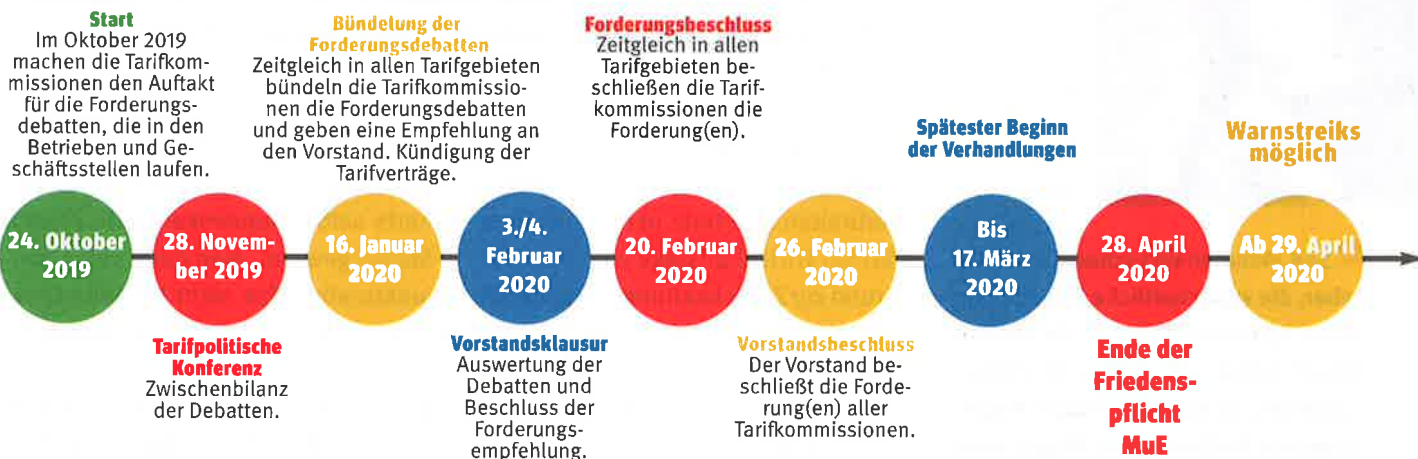 Start
Im Oktober 2019
machen die Tarifkom-
missionen den Auftakt
für die Forderungs-
debatten, die in den
Betrieben und Ge-
schäftsstellen laufen.
24. Oktober
2019
28. Novem-
ber 2019
Tarifpolitische
Konferenz
Zwischenbilanz
der Debatten.
Bündelung der
Forderungsdebatten
Zeitgleich in allen Tarifgebieten
bündeln die Tarifkommissio-
nen die Forderungsdebatten
und geben eine Empfehlung an
den Vorstand. Kündigung der
Tarifverträge.
16. Januar
2020
3./4.
Februar
2020
Vorstandsklausur
Auswertung der
Debatten und
Beschluss der
Forderungs-
empfehlung.
Forderungsbeschluss
Zeitgleich in allen
Tarifgebieten be-
schließen die Tarif-
kommissionen die
Forderung(en).
20. Februar
2020
26. Februar
2020
Vorstandsbeschluss
Der Vorstand be-
schließt die Forde-
rung(en) aller
Tarifkommissionen.
Spätester Beginn
der Verhandlungen
Bis
17. März
2020
28. April
2020
Ende der
Friedens-
pflicht
MuE
Warnstreiks
möglich
Ab 29. April
2020